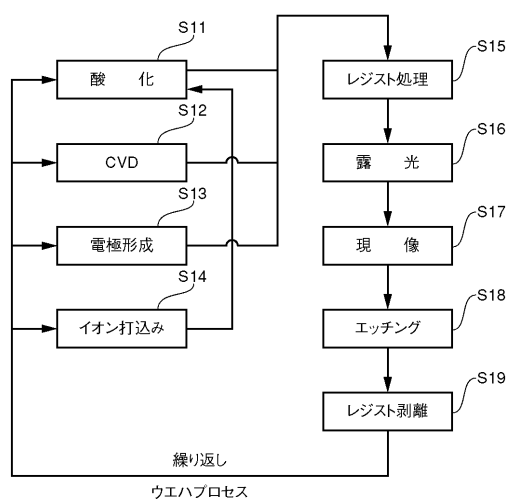 S11
酸 化
S12
CVD
S13
電極形成
S14
イオン打込み
S15
レジスト処理
S16
露 光
S17
現 像
S18
エッチング
S19
レジスト剥離
繰り返し
ウエハプロセス